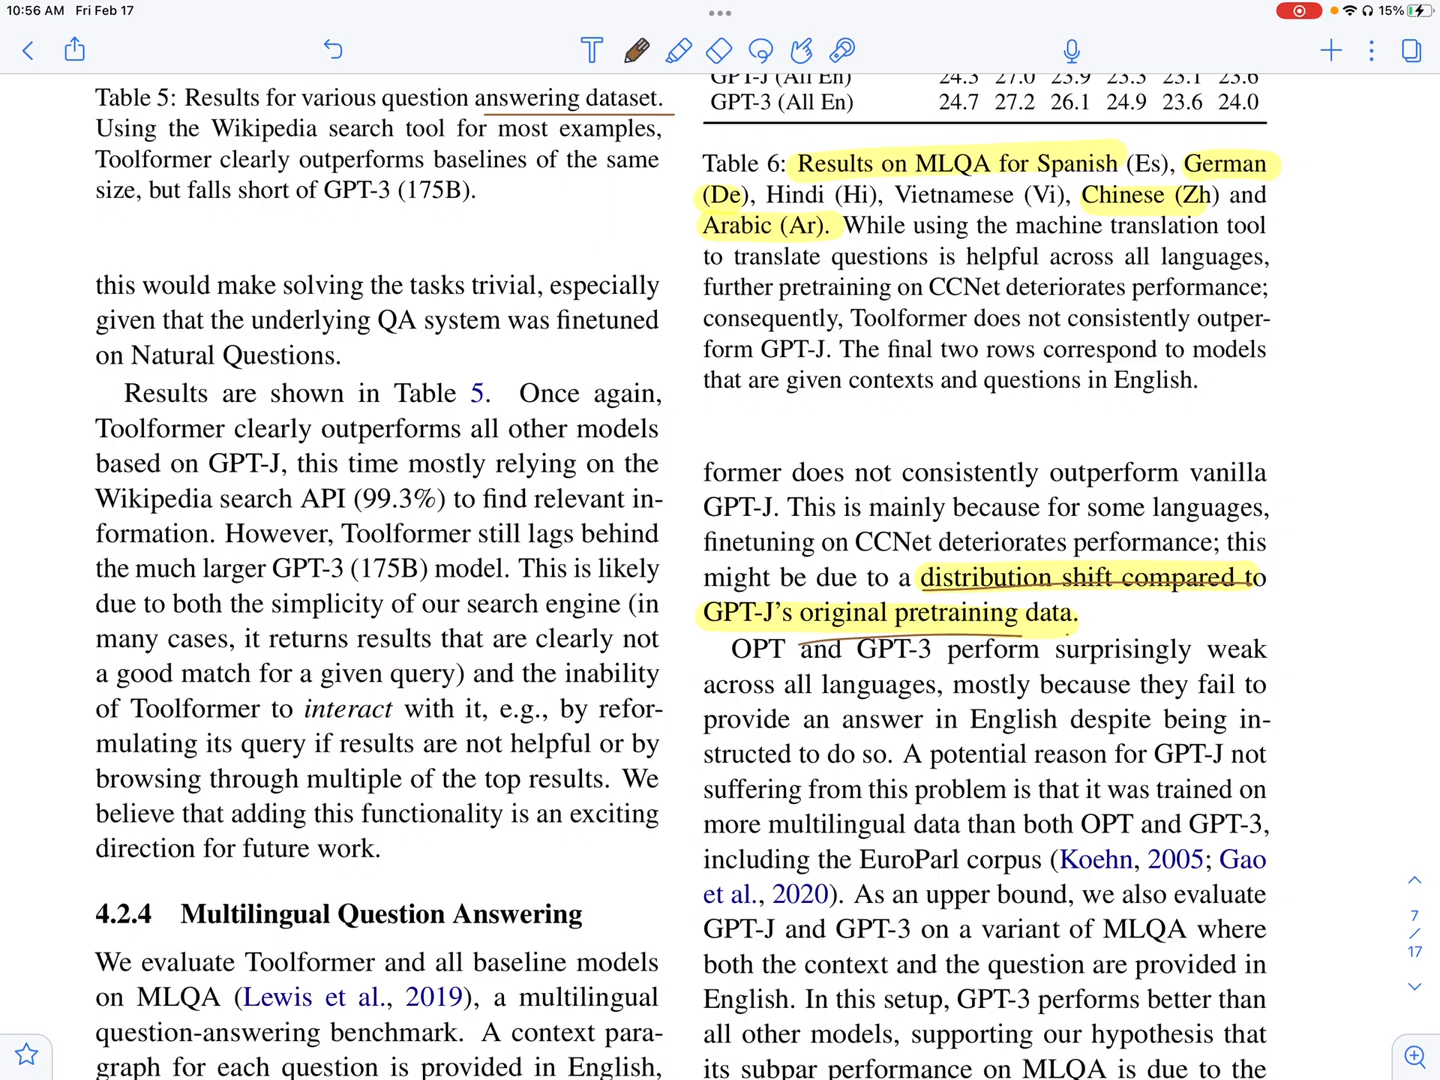 10:56 AM Fri Feb 17
15%
Table 5: Results for various question answering dataset.
Using the Wikipedia search tool for most examples,
Toolformer clearly outperforms baselines of the same
size, but falls short of GPT-3 (175B).
this would make solving the tasks trivial, especially
given that the underlying QA system was finetuned
on Natural Questions.
Results are shown in Table 5. Once again,
Toolformer clearly outperforms all other models
based on GPT-J, this time mostly relying on the
Wikipedia search API (99.3%) to find relevant in-
formation. However, Toolformer still lags behind
the much larger GPT-3 (175B) model. This is likely
due to both the simplicity of our search engine (in
many cases, it returns results that are clearly not
a good match for a given query) and the inability
of Toolformer to interact with it, e.g., by refor-
mulating its query if results are not helpful or by
browsing through multiple of the top results. We
believe that adding this functionality is an exciting
direction for future work.
4.2.4 Multilingual Question Answering
We evaluate Toolformer and all baseline models
on MLQA (Lewis et al., 2019), a multilingual
question-answering benchmark. A context para-
graph for each question is provided in English,
GPT-J (All En) 24.3 27.0 23.9 23.3 23.1 23.6
GPT-3 (All En) 24.7 27.2 26.1 24.9 23.6 24.0
Table 6: Results on MLQA for Spanish (Es), German
(De), Hindi (Hi), Vietnamese (Vi), Chinese (Zh) and
Arabic (Ar). While using the machine translation tool
to translate questions is helpful across all languages,
further pretraining on CCNet deteriorates performance;
consequently, Toolformer does not consistently outper-
form GPT-J. The final two rows correspond to models
that are given contexts and questions in English.
former does not consistently outperform vanilla
GPT-J. This is mainly because for some languages,
finetuning on CCNet deteriorates performance; this
might be due to a distribution shift compared to
GPT-J's original pretraining data.
OPT and GPT-3 perform surprisingly weak
across all languages, mostly because they fail to
provide an answer in English despite being in-
structed to do so. A potential reason for GPT-J not
suffering from this problem is that it was trained on
more multilingual data than both OPT and GPT-3,
including the EuroParl corpus (Koehn, 2005; Gao
et al., 2020). As an upper bound, we also evaluate
GPT-J and GPT-3 on a variant of MLQA where
both the context and the question are provided in
English. In this setup, GPT-3 performs better than
all other models, supporting our hypothesis that
its subpar performance on MLQA is due to the
7
/
17